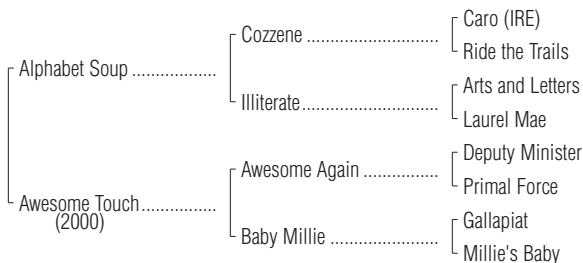 Caro (IRE)
Cozzene ............................
Ride the Trails
Alphabet Soup ..................
Arts and Letters
Illiterate.............................
Laurel Mae
Deputy Minister
Awesome Again ................
Primal Force
Awesome Touch................
(2000)
Gallapiat
Baby Millie .......................
Millie's Baby